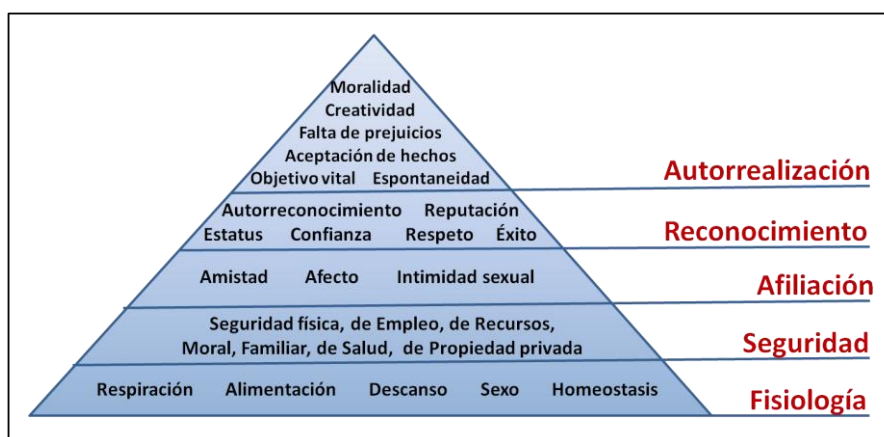 Moralidad
Creatividad
Falta de prejuicios
Aceptación de hechos
Objetivo vital Espontaneidad
Autorrealización
Autorreconocimiento Reputación
Estatus Confianza Respeto Éxito
Reconocimiento
Amistad Afecto Intimidad sexual
Afiliación
Seguridad física, de Empleo, de Recursos,
Moral, Familiar, de Salud, de Propiedad privada
Seguridad
Respiración Alimentación Descanso Sexo Homeostasis
Fisiología